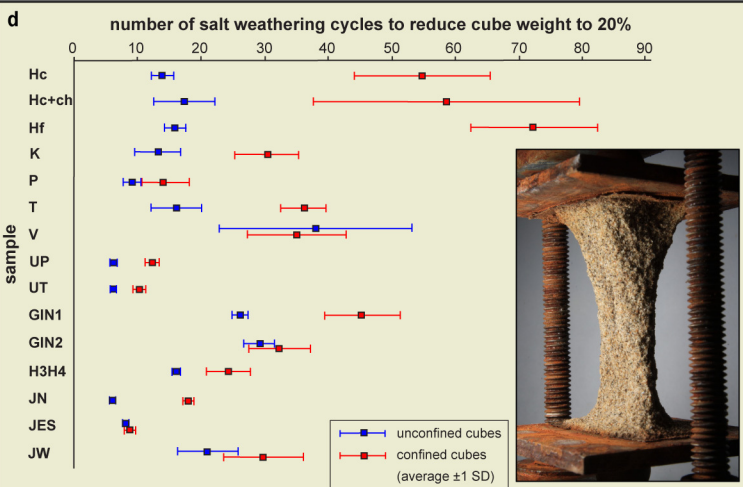 d
number of salt weathering cycles to reduce cube weight to 20%
0 10 20 30 40 50 60 70 80 90
sample
Hc
Hc+ch
Hf
K
P
T
V
UP
UT
GIN1
GIN2
H3H4
JN
JES
JW
unconfined cubes
confined cubes
(average ±1 SD)